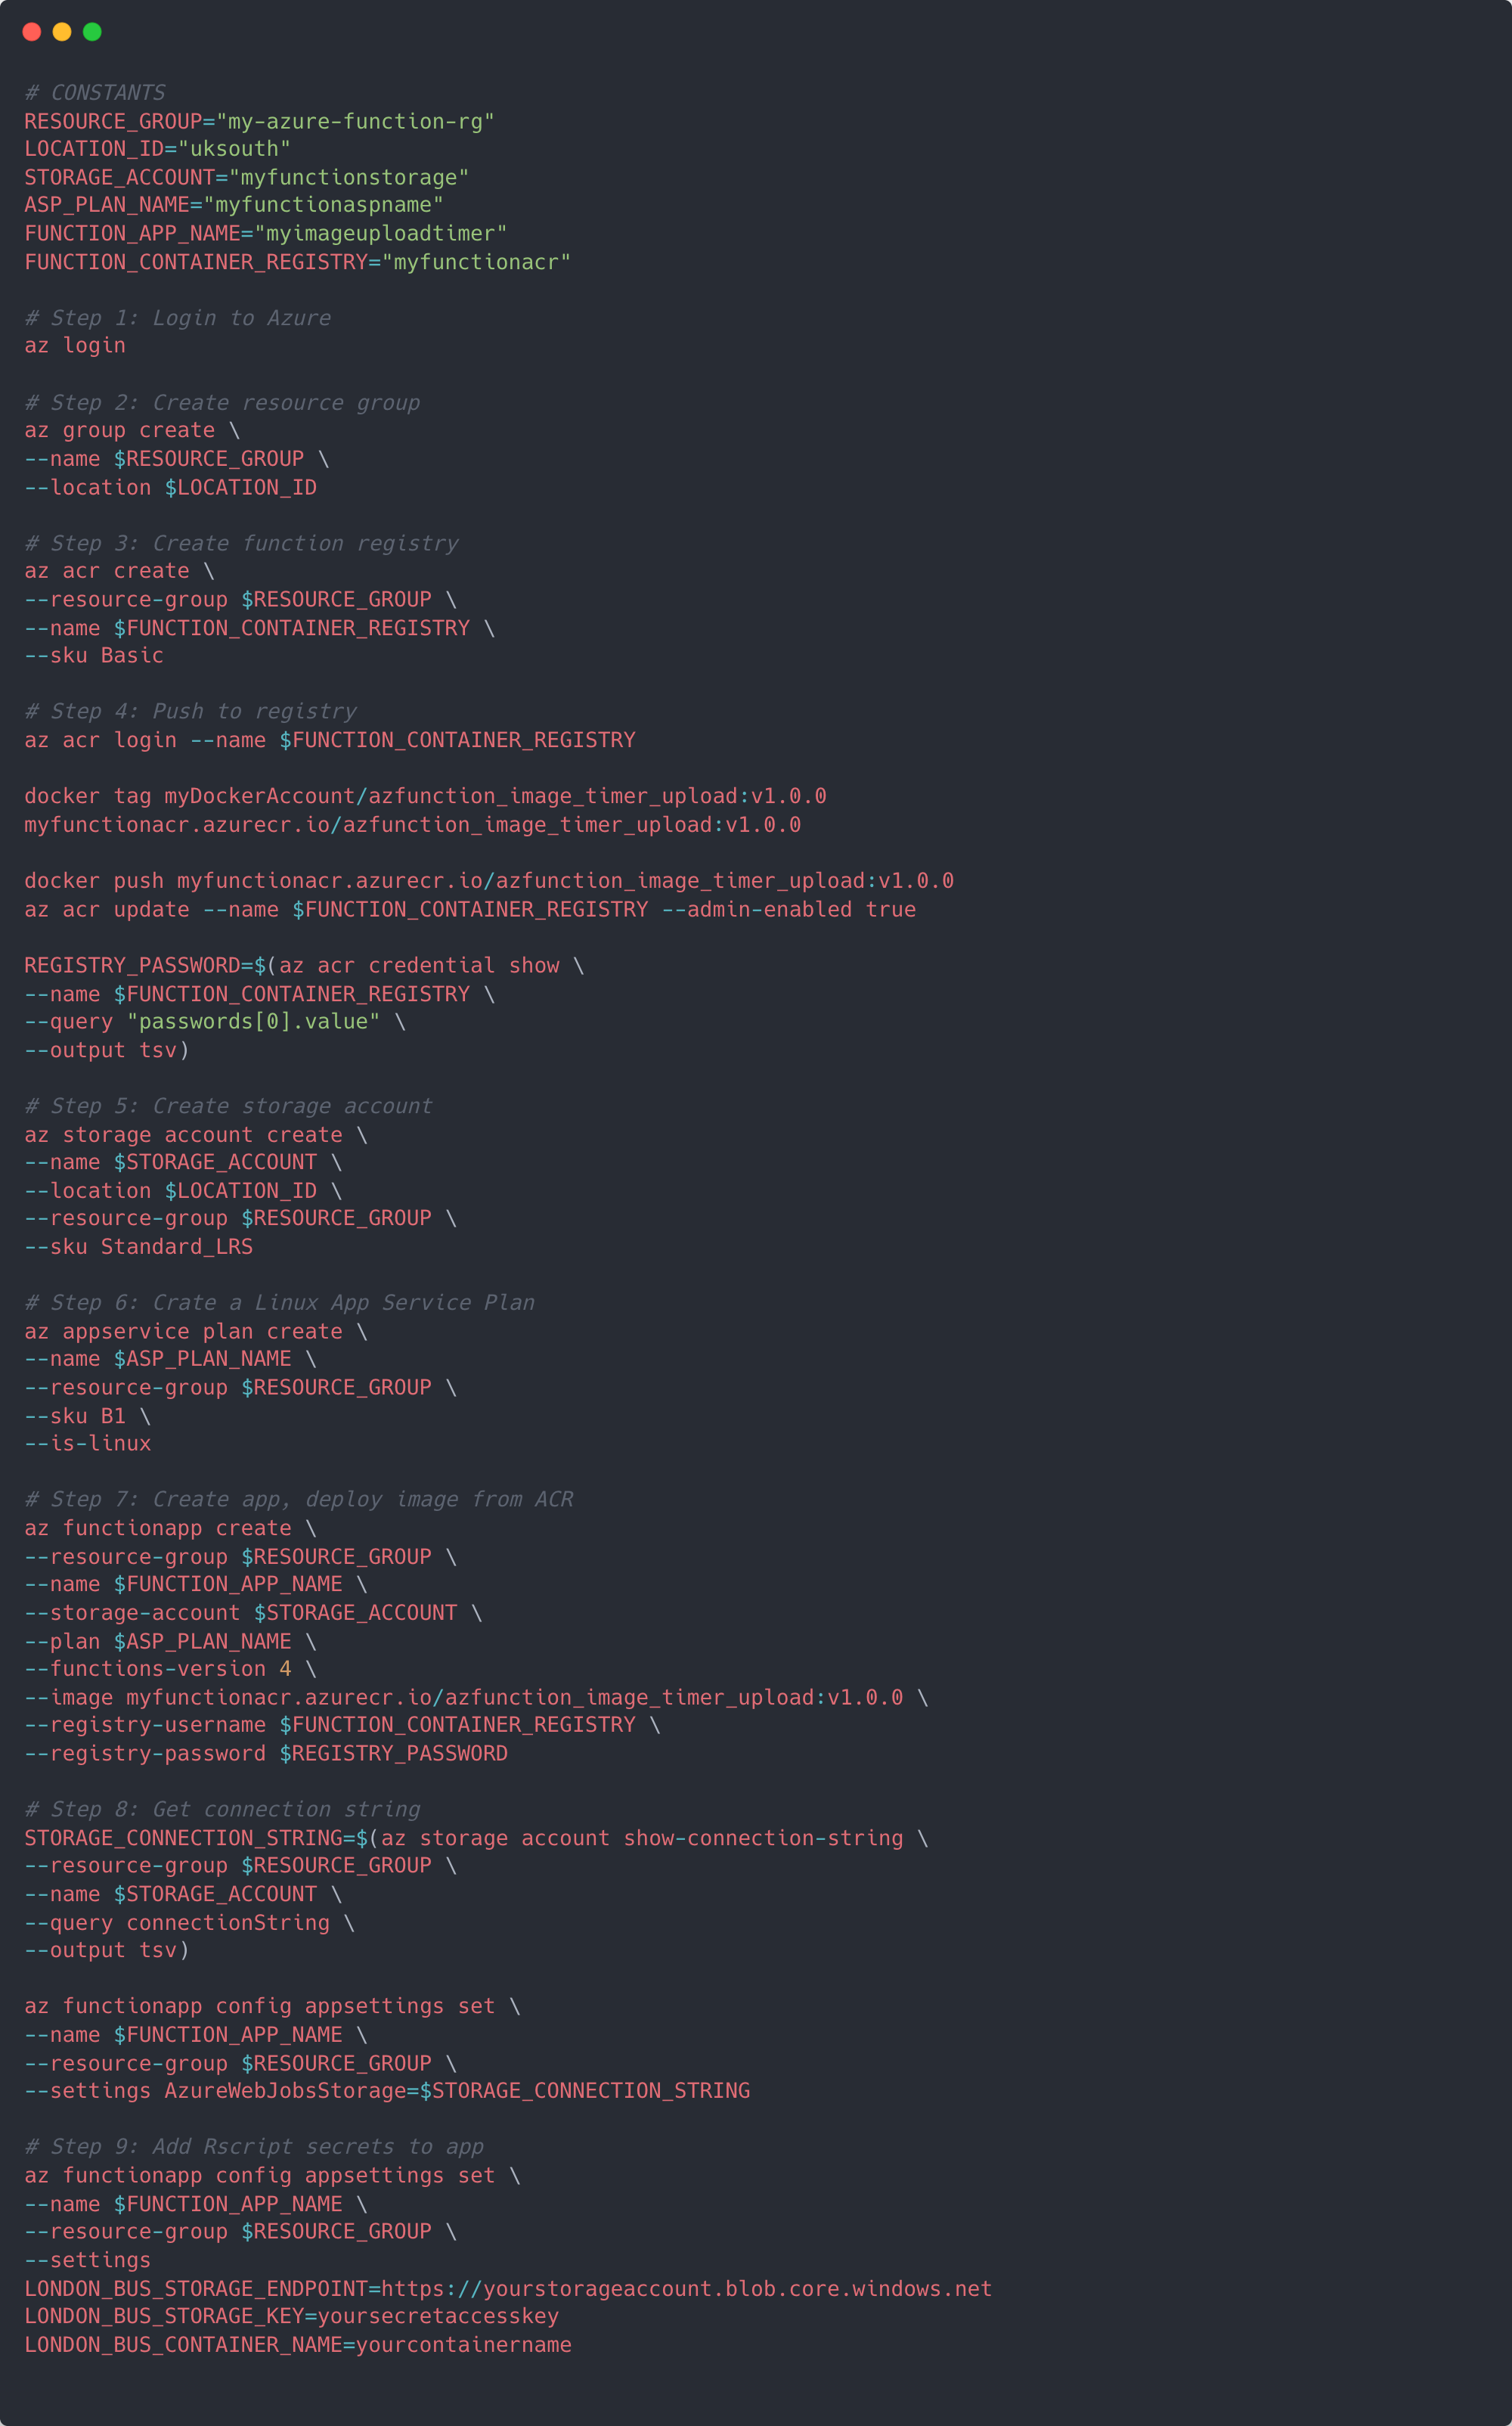 # CONSTANTS
RESOURCE_GROUP="my-azure-function-rg"
LOCATION_ID="uksouth"
STORAGE_ACCOUNT="myfunctionstorage"
ASP_PLAN_NAME="myfunctionaspname"
FUNCTION_APP_NAME="myimageuploadtimer"
FUNCTION_CONTAINER_REGISTRY="myfunctionacr"

# Step 1: Login to Azure
az login

# Step 2: Create resource group
az group create \
--name $RESOURCE_GROUP \
--location $LOCATION_ID

# Step 3: Create function registry
az acr create \
--resource-group $RESOURCE_GROUP \
--name $FUNCTION_CONTAINER_REGISTRY \
--sku Basic

# Step 4: Push to registry
az acr login --name $FUNCTION_CONTAINER_REGISTRY

docker tag myDockerAccount/azfunction_image_timer_upload:v1.0.0
myfunctionacr.azurecr.io/azfunction_image_timer_upload:v1.0.0

docker push myfunctionacr.azurecr.io/azfunction_image_timer_upload:v1.0.0
az acr update --name $FUNCTION_CONTAINER_REGISTRY --admin-enabled true

REGISTRY_PASSWORD=$(az acr credential show \
--name $FUNCTION_CONTAINER_REGISTRY \
--query "passwords[0].value" \
--output tsv)

# Step 5: Create storage account
az storage account create \
--name $STORAGE_ACCOUNT \
--location $LOCATION_ID \
--resource-group $RESOURCE_GROUP \
--sku Standard_LRS

# Step 6: Crate a Linux App Service Plan
az appservice plan create \
--name $ASP_PLAN_NAME \
--resource-group $RESOURCE_GROUP \
--sku B1 \
--is-linux

# Step 7: Create app, deploy image from ACR
az functionapp create \
--resource-group $RESOURCE_GROUP \
--name $FUNCTION_APP_NAME \
--storage-account $STORAGE_ACCOUNT \
--plan $ASP_PLAN_NAME \
--functions-version 4 \
--image myfunctionacr.azurecr.io/azfunction_image_timer_upload:v1.0.0 \
--registry-username $FUNCTION_CONTAINER_REGISTRY \
--registry-password $REGISTRY_PASSWORD

# Step 8: Get connection string
STORAGE_CONNECTION_STRING=$(az storage account show-connection-string \
--resource-group $RESOURCE_GROUP \
--name $STORAGE_ACCOUNT \
--query connectionString \
--output tsv)

az functionapp config appsettings set \
--name $FUNCTION_APP_NAME \
--resource-group $RESOURCE_GROUP \
--settings AzureWebJobsStorage=$STORAGE_CONNECTION_STRING

# Step 9: Add Rscript secrets to app
az functionapp config appsettings set \
--name $FUNCTION_APP_NAME \
--resource-group $RESOURCE_GROUP \
--settings
LONDON_BUS_STORAGE_ENDPOINT=https://yourstorageaccount.blob.core.windows.net
LONDON_BUS_STORAGE_KEY=yoursecretaccesskey
LONDON_BUS_CONTAINER_NAME=yourcontainername